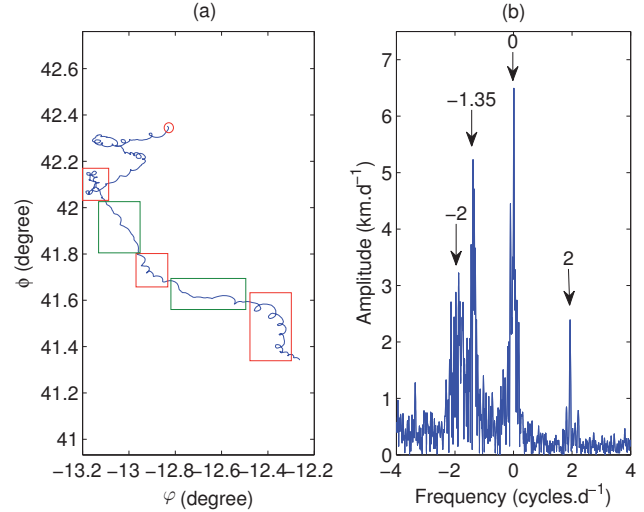 (a)
42.6
42.4
42.2
42
41.8
41.6
41.4
41.2
41
ϕ (degree)
−13.2 −13 −12.8 −12.6 −12.4 −12.2
φ (degree)
(b)
0
−1.35
−2
2
7
6
5
4
3
2
1
0
Amplitude (km.d⁻¹)
−4 −2 0 2 4
Frequency (cycles.d⁻¹)